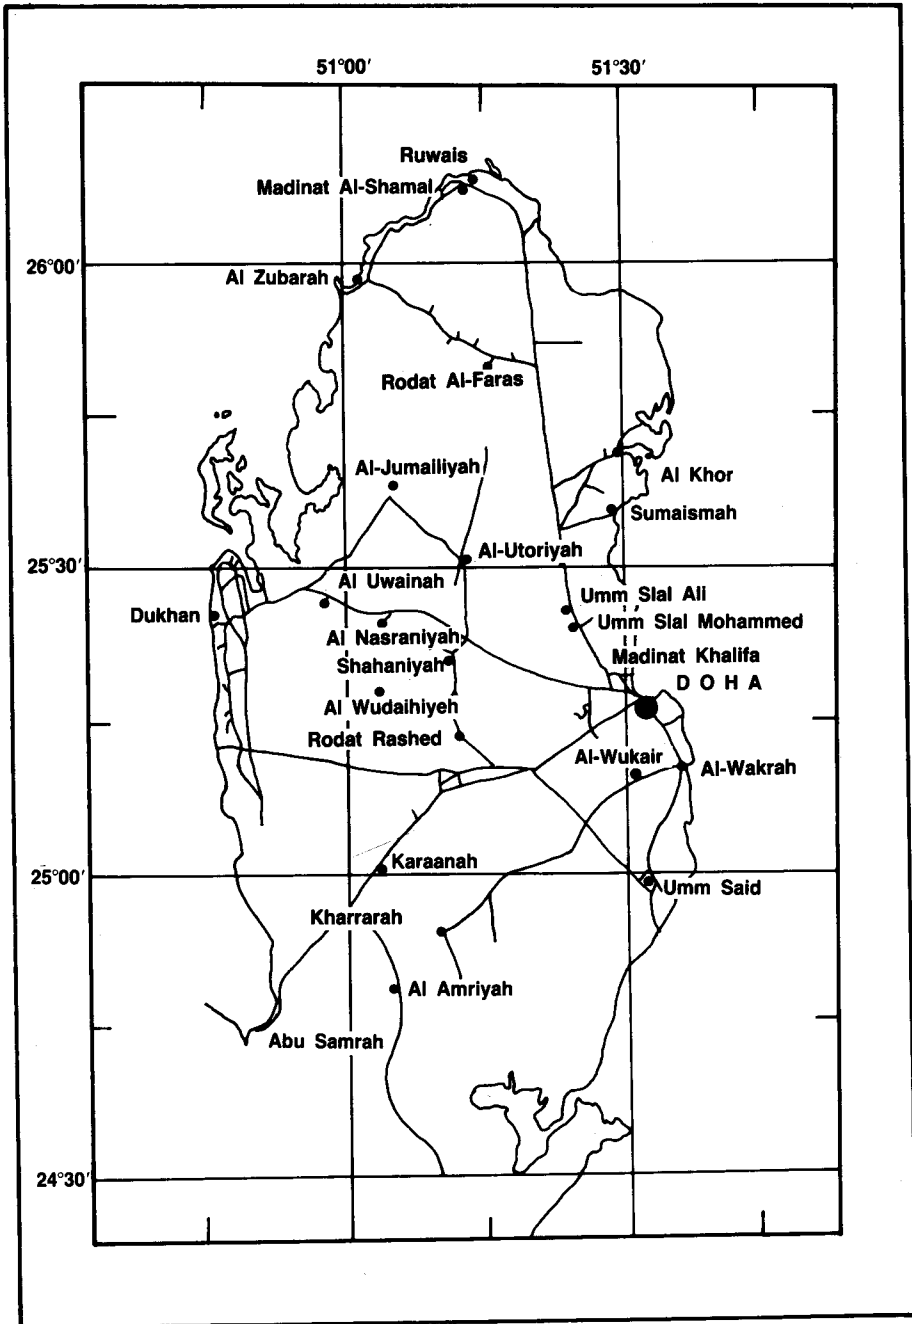 51°00′ 51°30′
Ruwais
Madinat Al-Shamal
26°00′
Al Zubarah
Rodat Al-Faras
Al-Jumailiyah
Al Khor
Sumaismah
Al-Utoriyah
25°30′
Al Uwainah
Umm Slal Ali
Dukhan
Umm Slal Mohammed
Al Nasraniyah
Shahaniyah
Madinat Khalifa
DOHA
Al Wudaihiyeh
Rodat Rashed
Al-Wukair
Al-Wakrah
Karaanah
25°00′
Umm Said
Kharrarah
Al Amriyah
Abu Samrah
24°30′